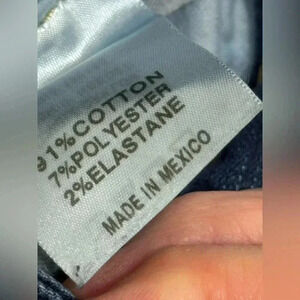 91%COTTON
7%POLYESTER
2%ELASTANE
MADE IN MEXICO